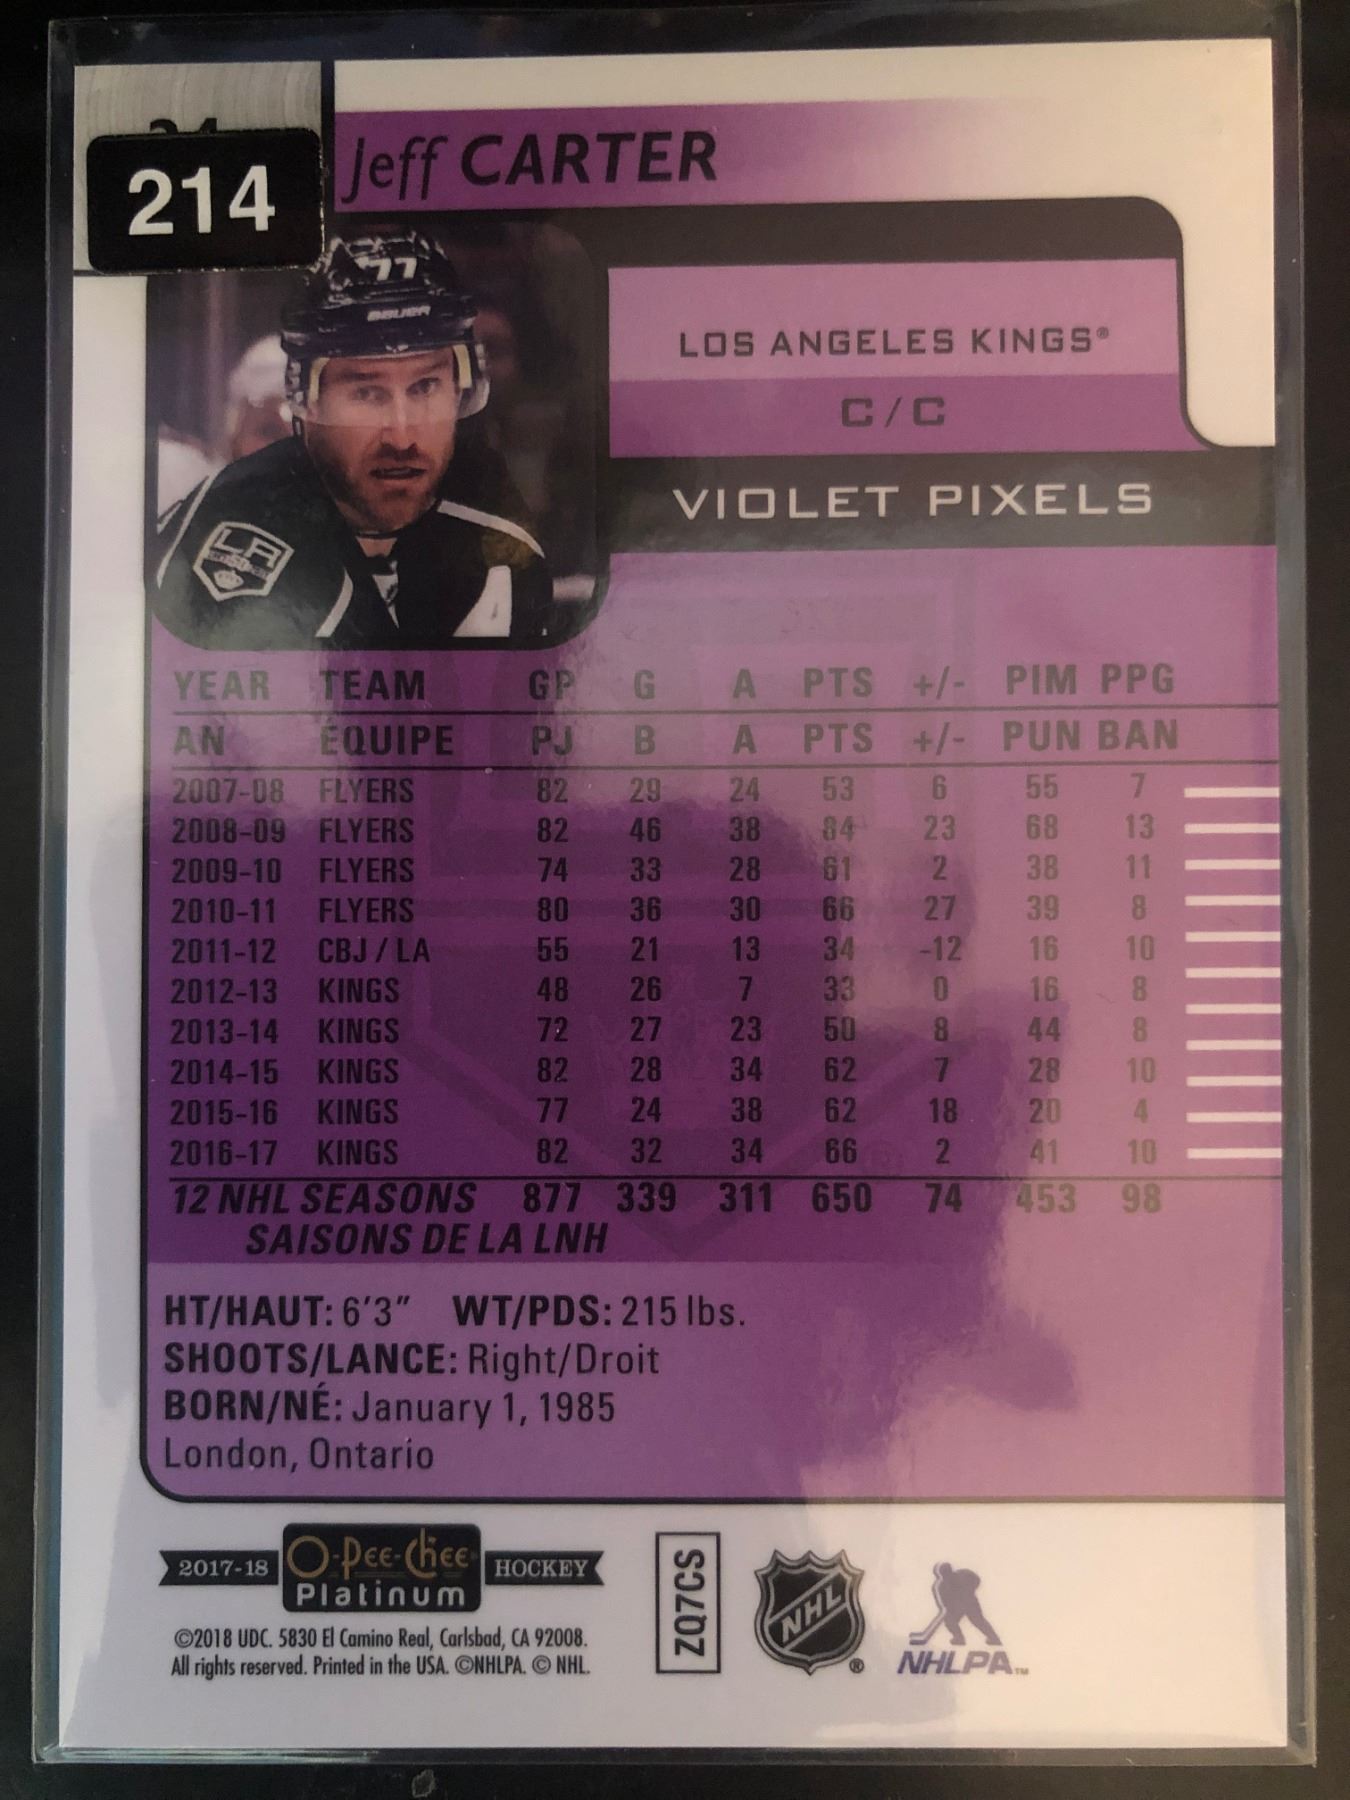 214
Jeff CARTER
77
BAUER
LA
LOS ANGELES KINGS®
C / C
VIOLET PIXELS
YEAR TEAM GP G A PTS +/- PIM PPG
AN ÉQUIPE PJ B A PTS +/- PUN BAN
2007-08 FLYERS 82 29 24 53 6 55 7
2008-09 FLYERS 82 46 38 84 23 68 13
2009-10 FLYERS 74 33 28 61 2 38 11
2010-11 FLYERS 80 36 30 66 27 39 8
2011-12 CBJ / LA 55 21 13 34 -12 16 10
2012-13 KINGS 48 26 7 33 0 16 8
2013-14 KINGS 72 27 23 50 8 44 8
2014-15 KINGS 82 28 34 62 7 28 10
2015-16 KINGS 77 24 38 62 18 20 4
2016-17 KINGS 82 32 34 66 2 41 10
12 NHL SEASONS 877 339 311 650 74 453 98
SAISONS DE LA LNH
HT/HAUT: 6'3" WT/PDS: 215 lbs.
SHOOTS/LANCE: Right/Droit
BORN/NÉ: January 1, 1985
London, Ontario
2017-18 O-Pee-Chee Platinum HOCKEY
©2018 UDC. 5830 El Camino Real, Carlsbad, CA 92008.
All rights reserved. Printed in the USA. ©NHLPA. © NHL.
ZQ7CS
NHL ®
NHLPA™